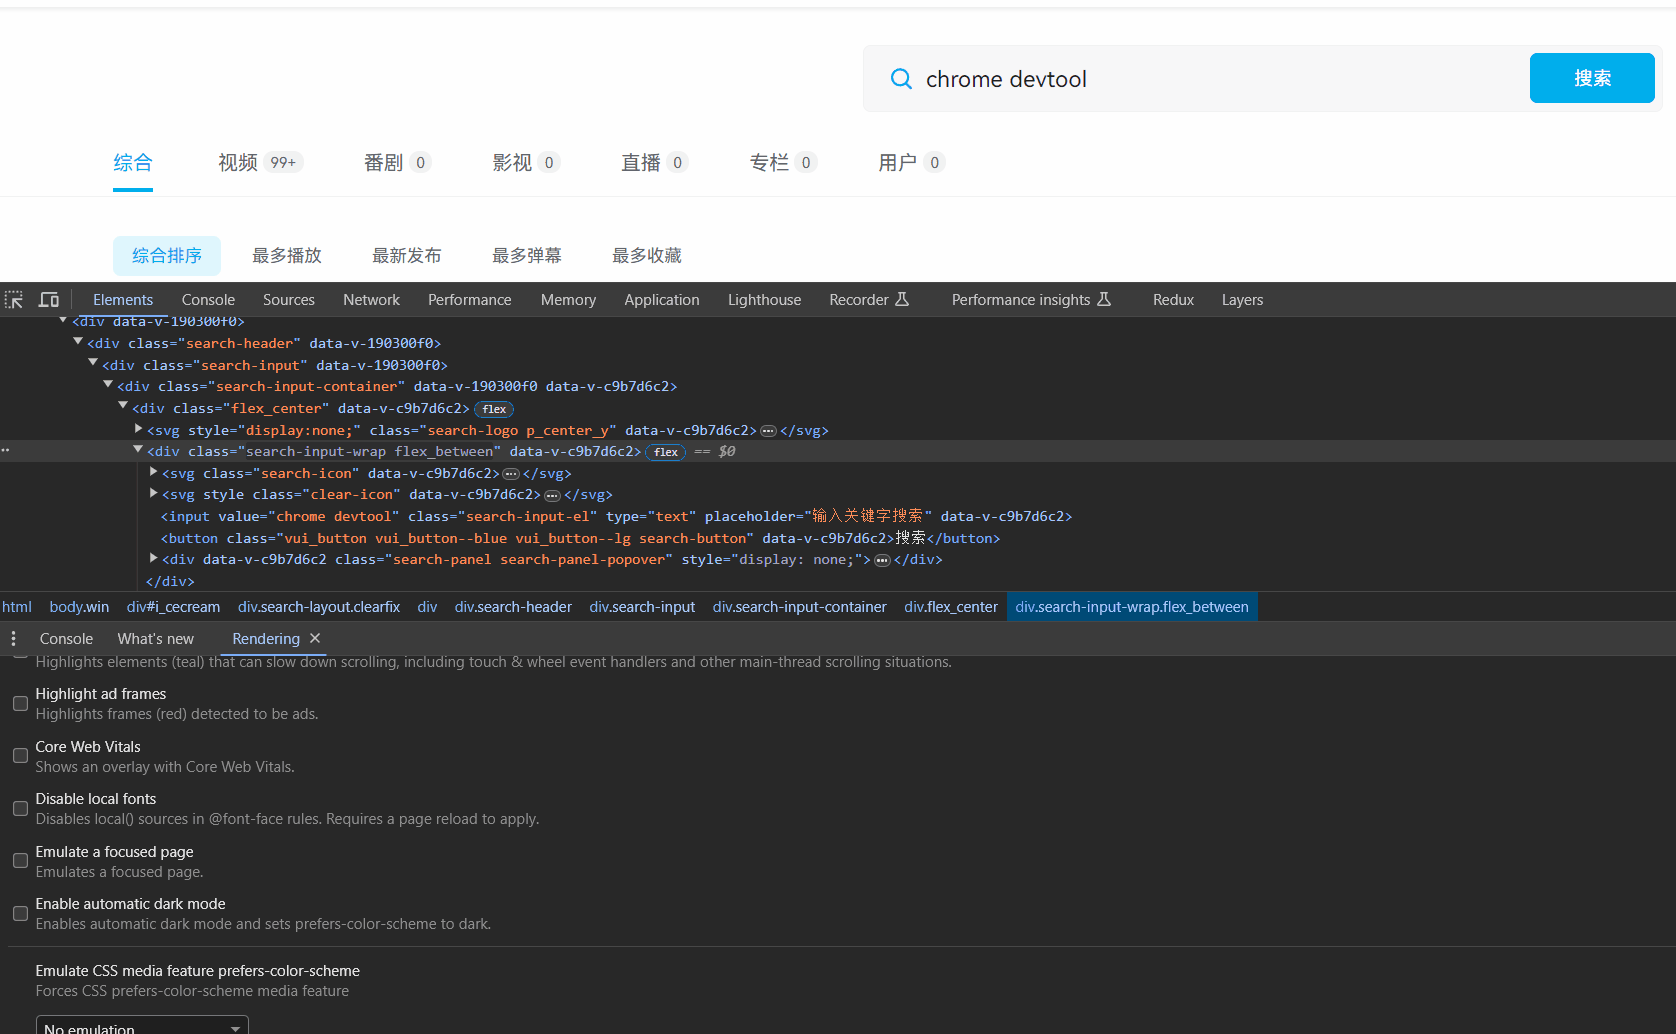 chrome devtool 搜索
综合 视频 99+ 番剧 0 影视 0 直播 0 专栏 0 用户 0
综合排序 最多播放 最新发布 最多弹幕 最多收藏
Elements Console Sources Network Performance Memory Application Lighthouse Recorder Performance insights Redux Layers
<div data-v-190300f0>
<div class="search-header" data-v-190300f0>
<div class="search-input" data-v-190300f0>
<div class="search-input-container" data-v-190300f0 data-v-c9b7d6c2>
<div class="flex_center" data-v-c9b7d6c2> flex
<svg style="display:none;" class="search-logo p_center_y" data-v-c9b7d6c2>…</svg>
<div class="search-input-wrap flex_between" data-v-c9b7d6c2> flex == $0
<svg class="search-icon" data-v-c9b7d6c2>…</svg>
<svg style class="clear-icon" data-v-c9b7d6c2>…</svg>
<input value="chrome devtool" class="search-input-el" type="text" placeholder="输入关键字搜索" data-v-c9b7d6c2>
<button class="vui_button vui_button--blue vui_button--lg search-button" data-v-c9b7d6c2>搜索</button>
<div data-v-c9b7d6c2 class="search-panel search-panel-popover" style="display: none;">…</div>
</div>
html body.win div#i_cecream div.search-layout.clearfix div div.search-header div.search-input div.search-input-container div.flex_center div.search-input-wrap.flex_between
Console What's new Rendering
Highlights elements (teal) that can slow down scrolling, including touch & wheel event handlers and other main-thread scrolling situations.
Highlight ad frames
Highlights frames (red) detected to be ads.
Core Web Vitals
Shows an overlay with Core Web Vitals.
Disable local fonts
Disables local() sources in @font-face rules. Requires a page reload to apply.
Emulate a focused page
Emulates a focused page.
Enable automatic dark mode
Enables automatic dark mode and sets prefers-color-scheme to dark.
Emulate CSS media feature prefers-color-scheme
Forces CSS prefers-color-scheme media feature
No emulation